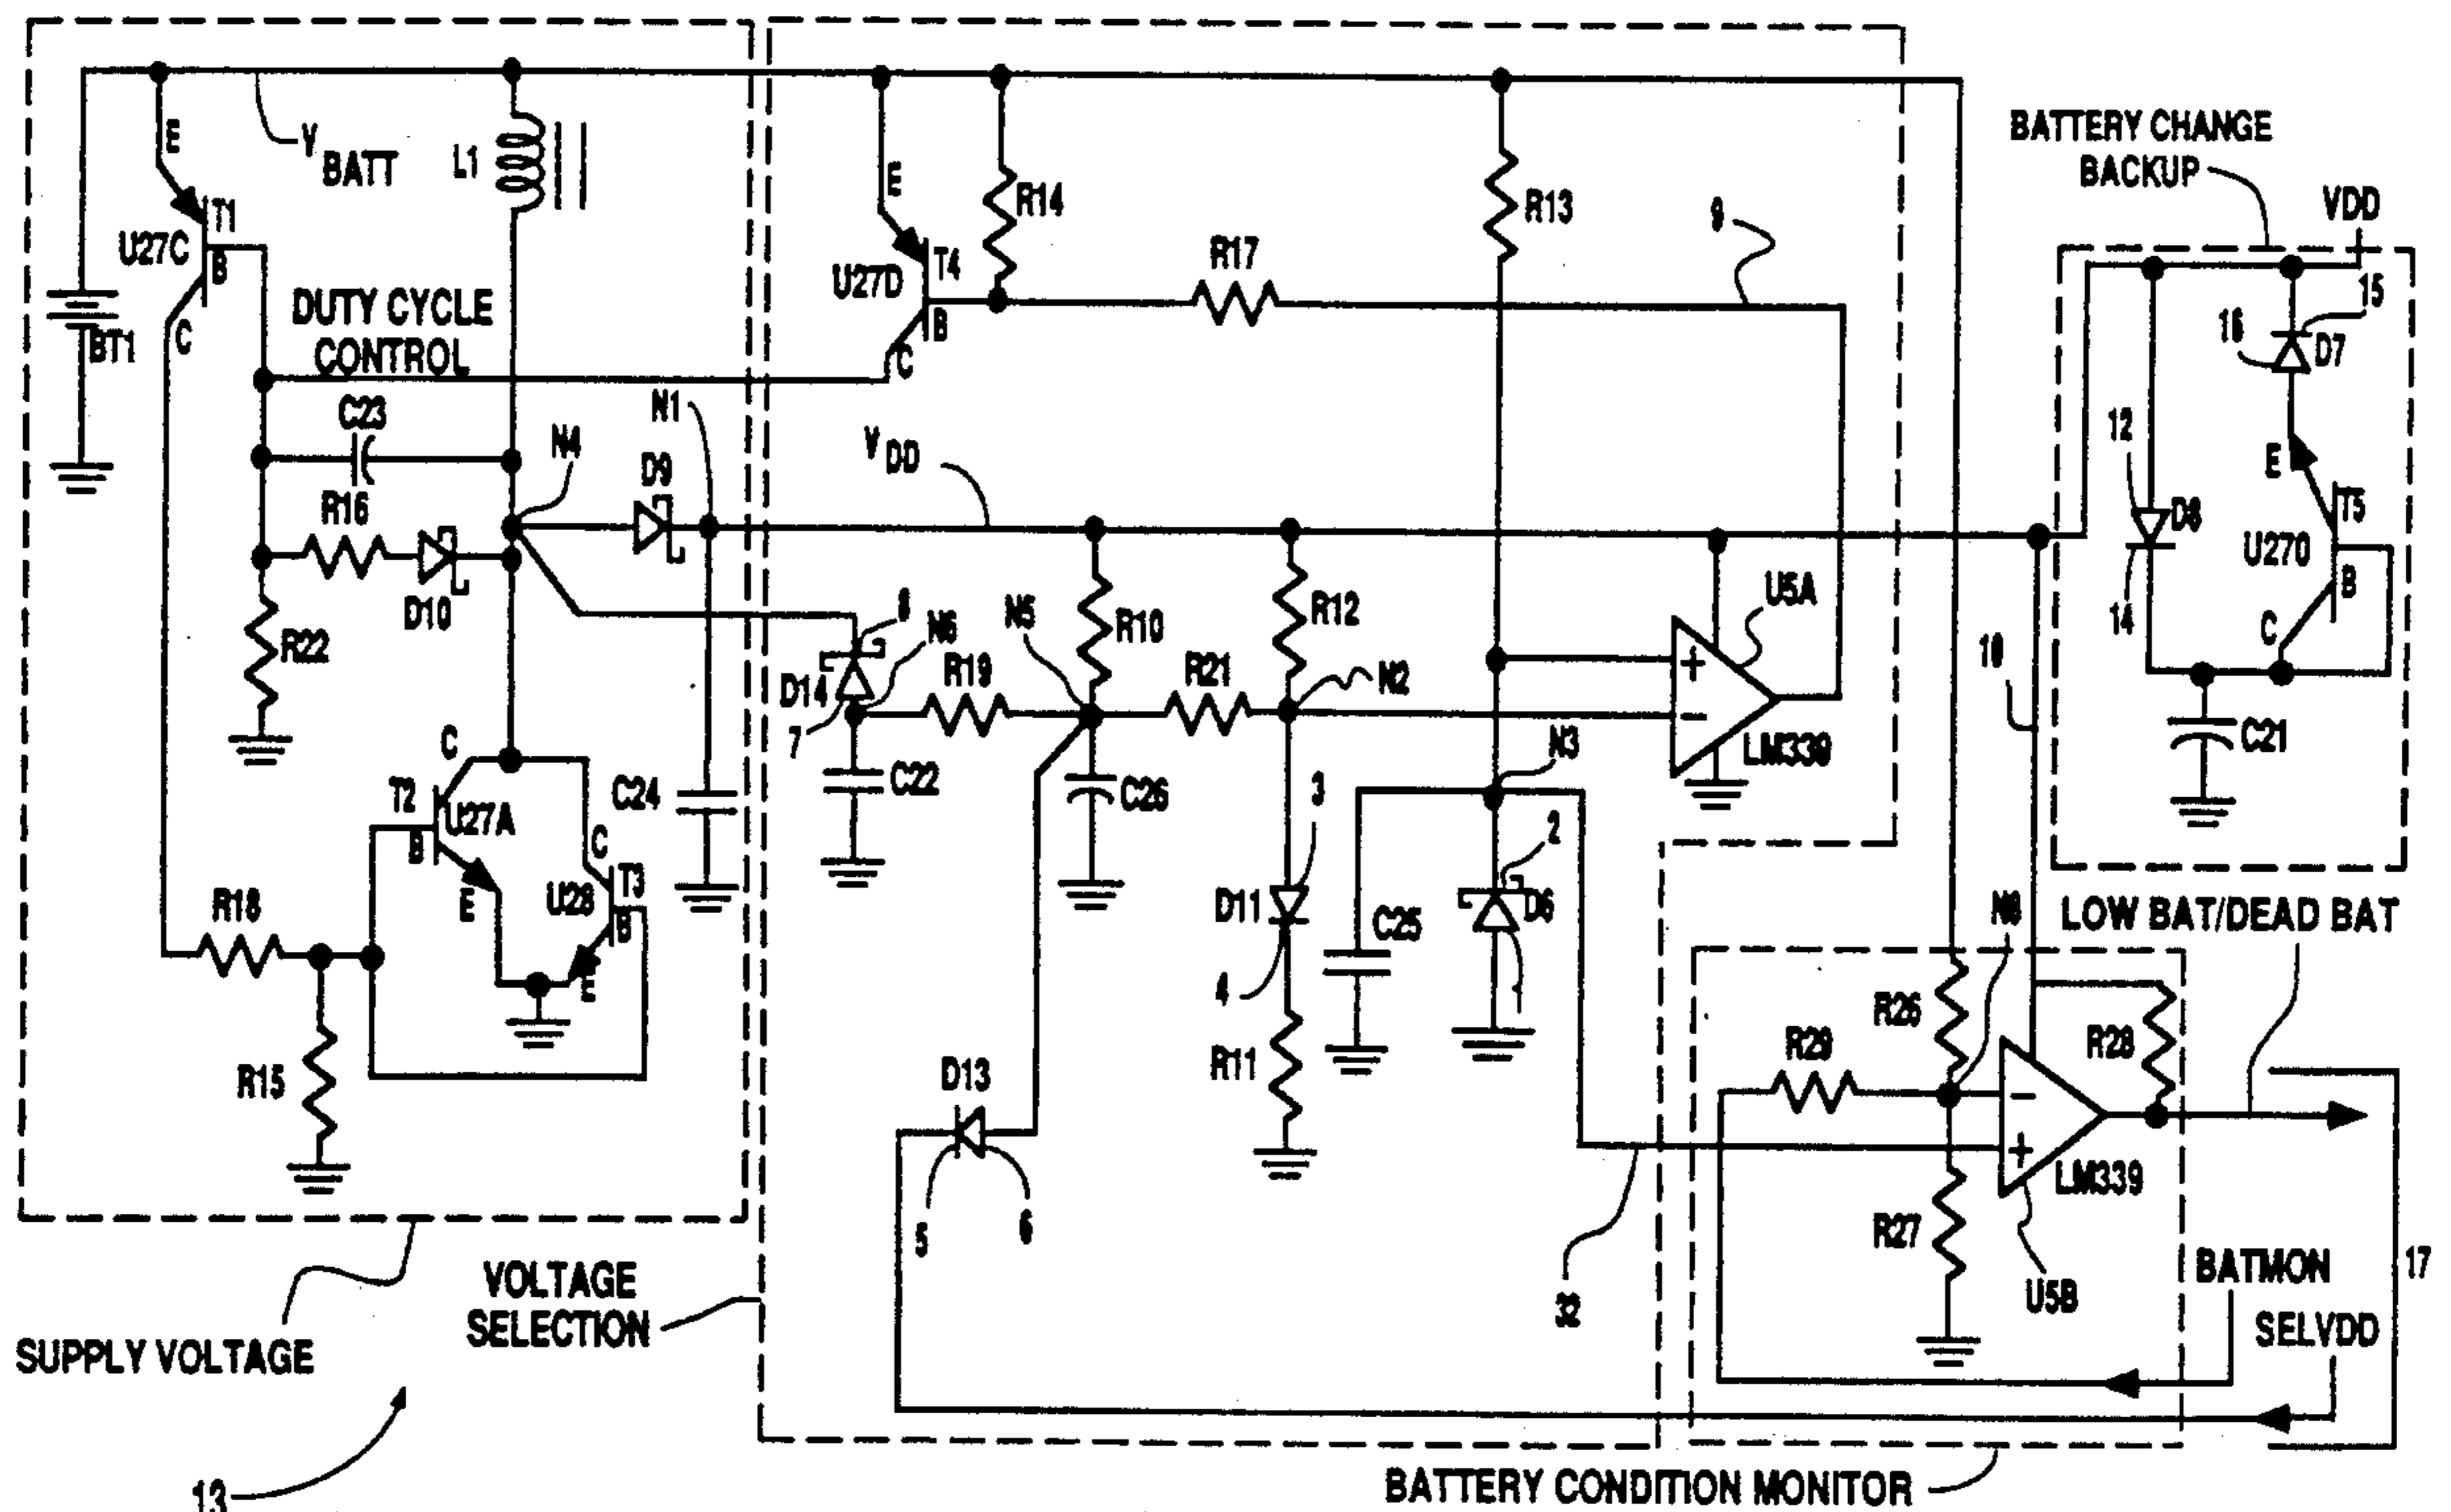 BATTERY CHANGE
BACKUP
VDD
E
V
BATT
L1
T1
U27C
B
C
BT1
DUTY CYCLE
CONTROL
E
T4
U27D
B
C
R14
R17
R13
9
15
16
D7
12
E
D8
T5
U270
B
14
C
C21
C23
N4
N1
D9
V
DD
R16
D10
R22
8
N6
N5
R10
R12
U5A
N2
D14
R19
R21
7
+
-
LM339
N3
10
C
T2
U27A
B
E
C24
C22
C26
C
T3
U28
B
E
3
2
D11
D6
C25
4
R11
R18
R15
D13
5
6
N8
LOW BAT/DEAD BAT
R26
R29
R28
-
+
LM339
R27
U5B
32
BATMON
17
SELVDD
VOLTAGE
SELECTION
SUPPLY VOLTAGE
13
BATTERY CONDITION MONITOR